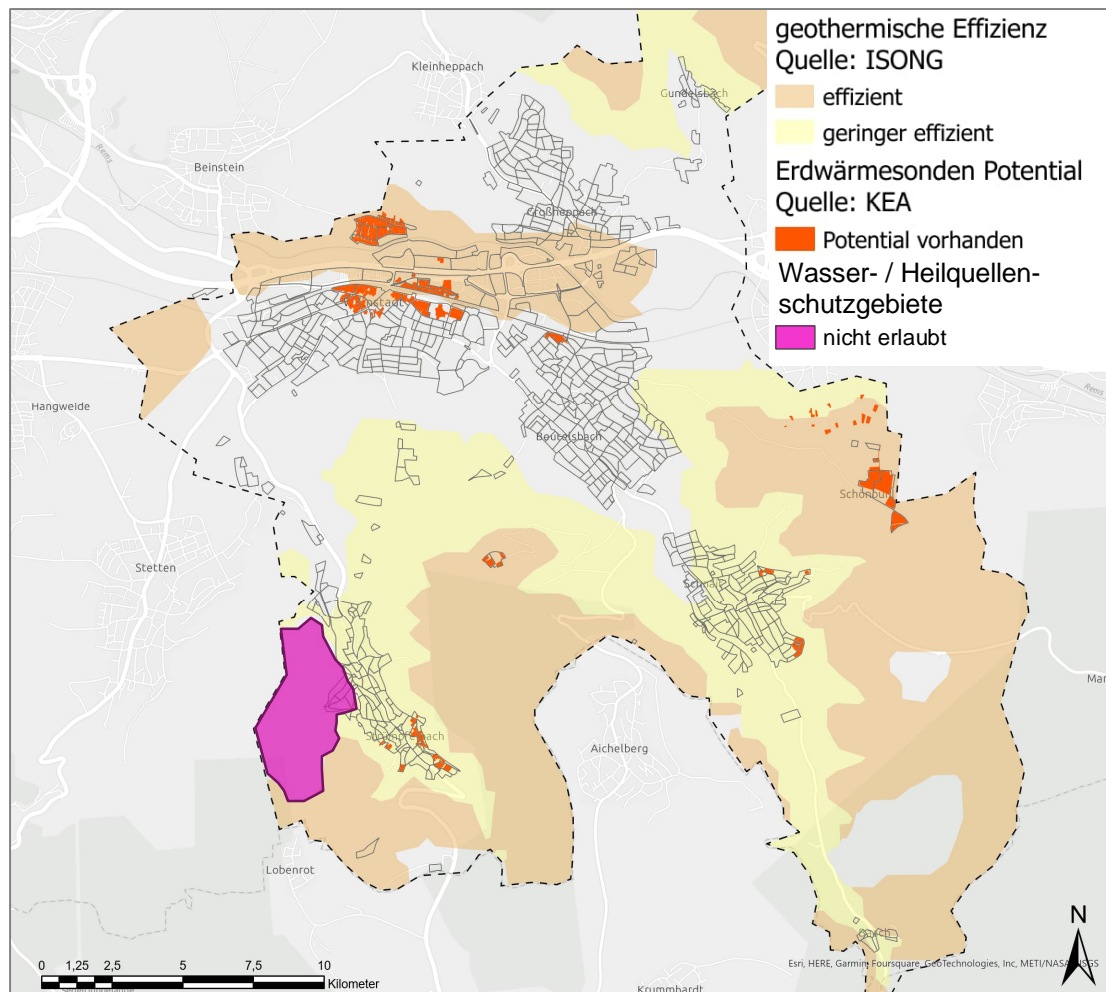 geothermische Effizienz
Quelle: ISONG
effizient
geringer effizient
Erdwärmesonden Potential
Quelle: KEA
Potential vorhanden
Wasser- / Heilquellen-
schutzgebiete
nicht erlaubt
Kleinheppach
Gundelsbach
Beinstein
Rems
Großheppach
Hangweide
Beutelsbach
Rems
Stetten
Aichelberg
Lobenrot
Krummhardt
N
0 1,25 2,5 5 7,5 10
Kilometer
Esri, HERE, Garmin, Foursquare, GeoTechnologies, Inc, METI/NASA, USGS